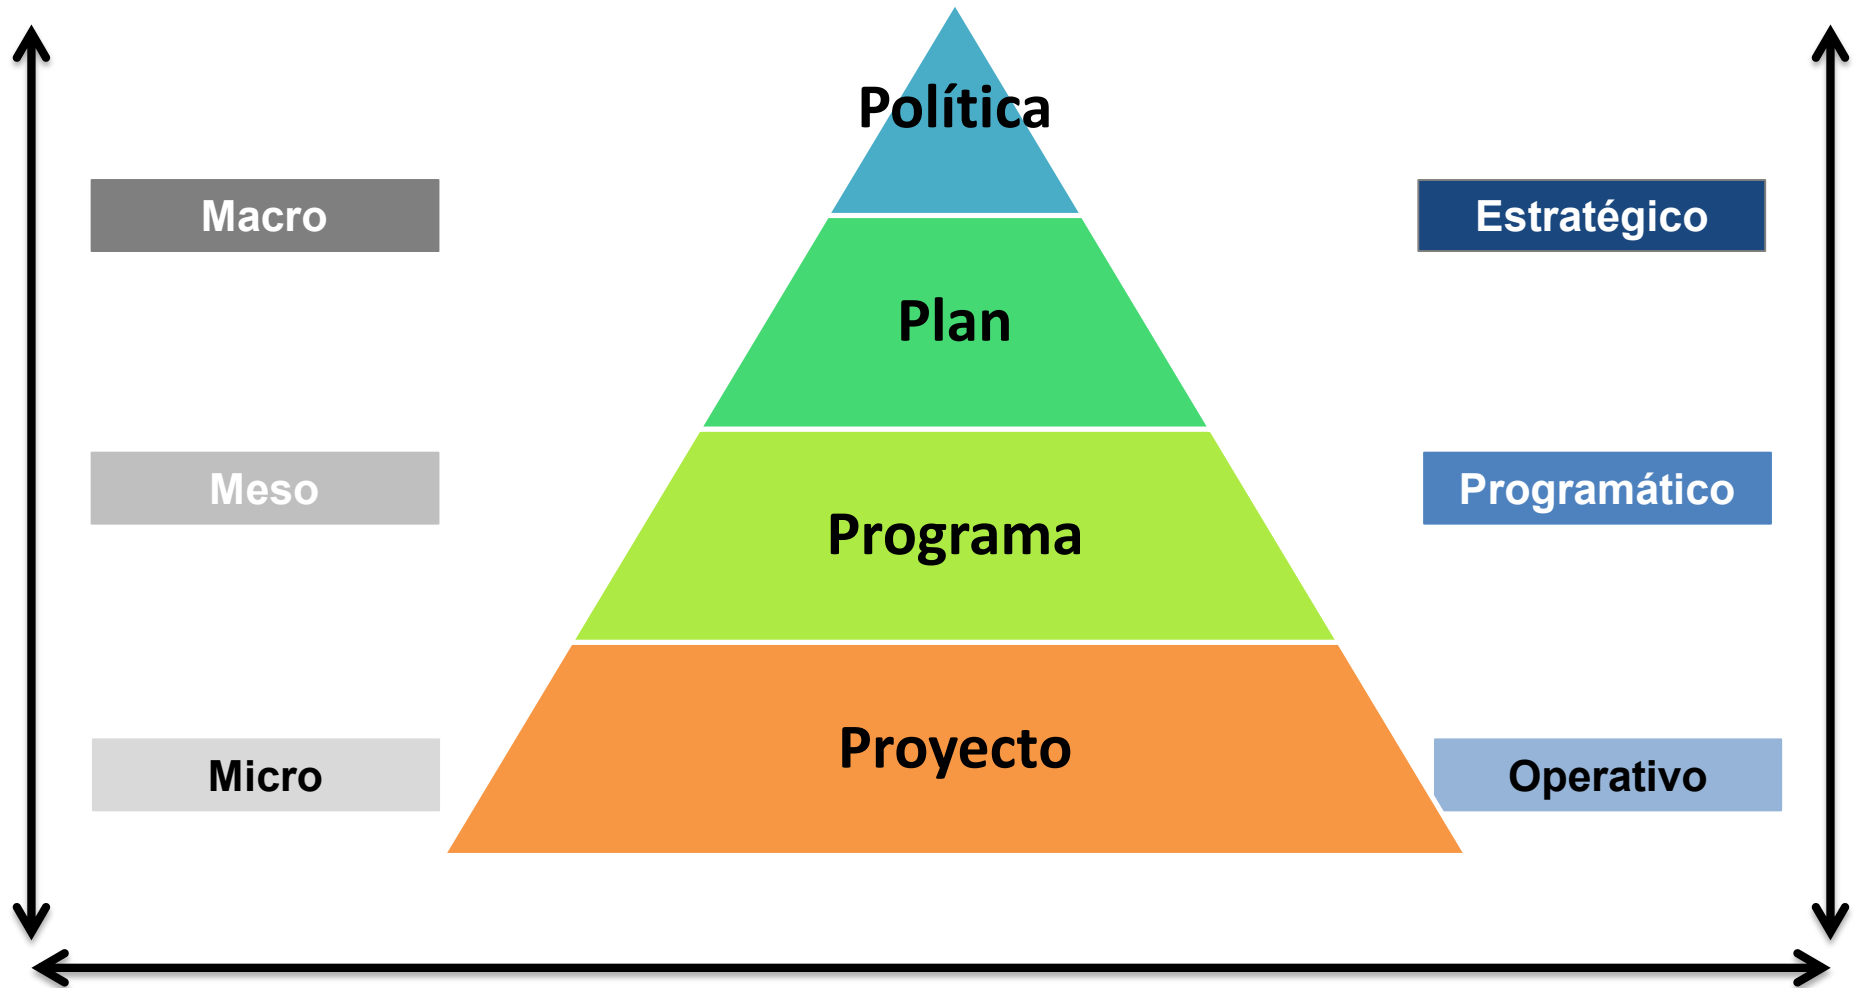 Política
Macro
Estratégico
Plan
Meso
Programático
Programa
Proyecto
Micro
Operativo